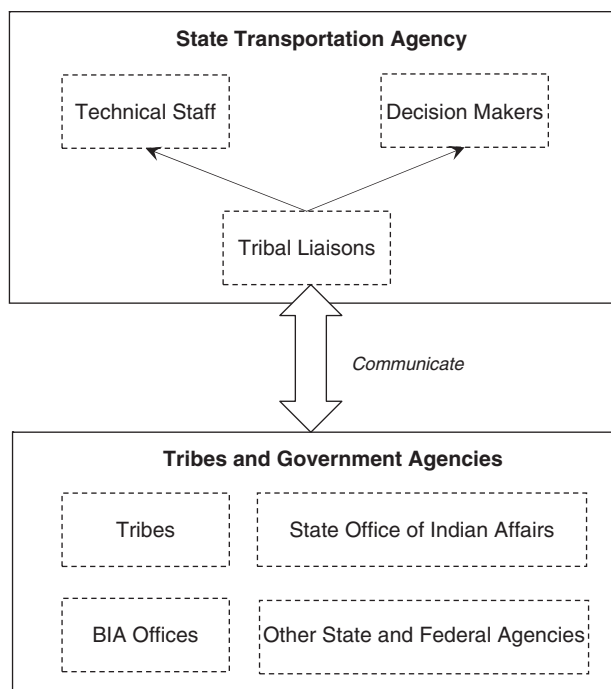 State Transportation Agency
Technical Staff
Decision Makers
Tribal Liaisons
Communicate
Tribes and Government Agencies
Tribes
State Office of Indian Affairs
BIA Offices
Other State and Federal Agencies